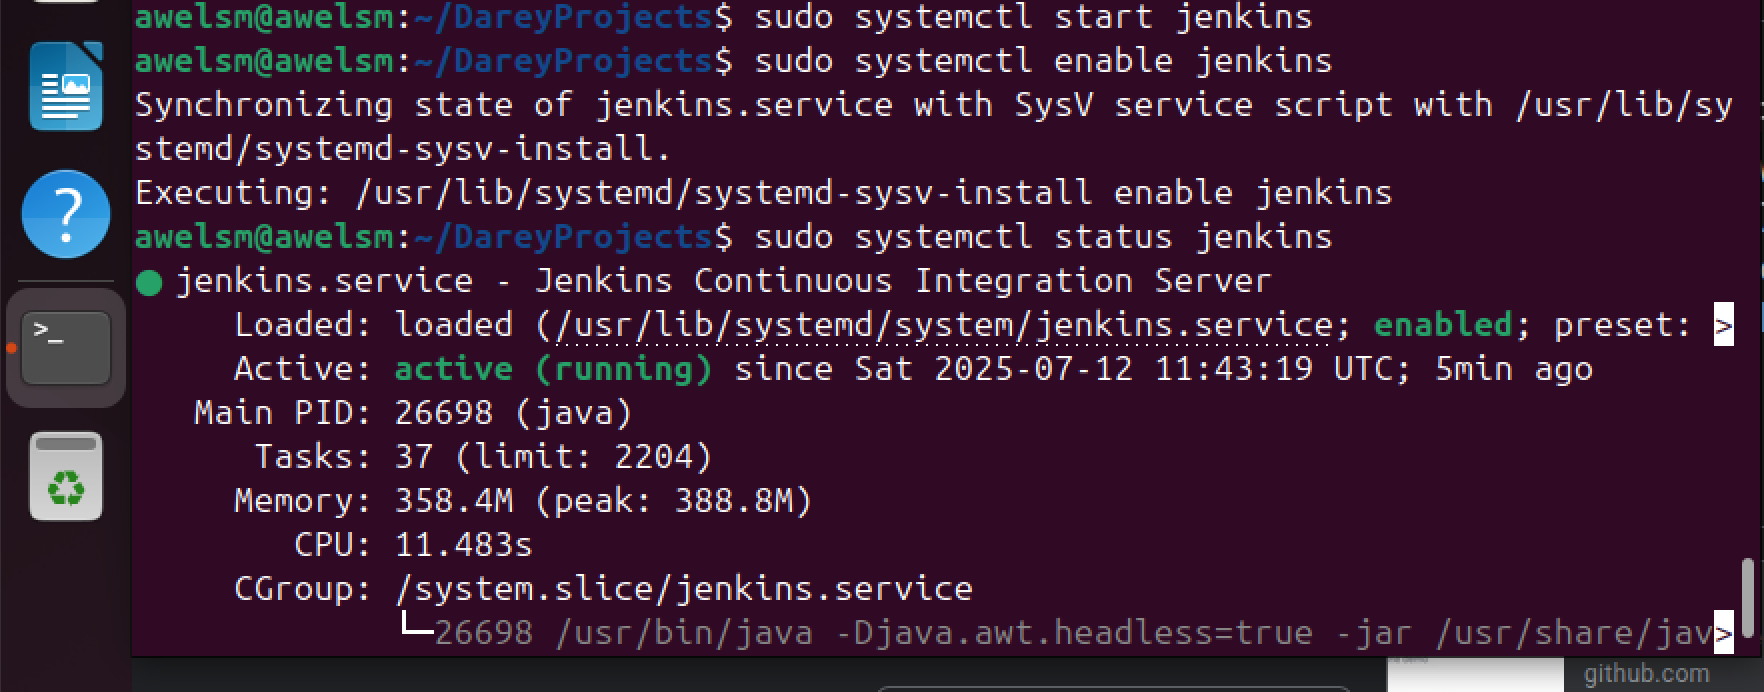 awelsm@awelsm:~/DareyProjects$ sudo systemctl start jenkins
awelsm@awelsm:~/DareyProjects$ sudo systemctl enable jenkins
Synchronizing state of jenkins.service with SysV service script with /usr/lib/sy
stemd/systemd-sysv-install.
Executing: /usr/lib/systemd/systemd-sysv-install enable jenkins
awelsm@awelsm:~/DareyProjects$ sudo systemctl status jenkins
● jenkins.service - Jenkins Continuous Integration Server
     Loaded: loaded (/usr/lib/systemd/system/jenkins.service; enabled; preset: >
     Active: active (running) since Sat 2025-07-12 11:43:19 UTC; 5min ago
   Main PID: 26698 (java)
      Tasks: 37 (limit: 2204)
     Memory: 358.4M (peak: 388.8M)
        CPU: 11.483s
     CGroup: /system.slice/jenkins.service
             └─26698 /usr/bin/java -Djava.awt.headless=true -jar /usr/share/jav>
github.com